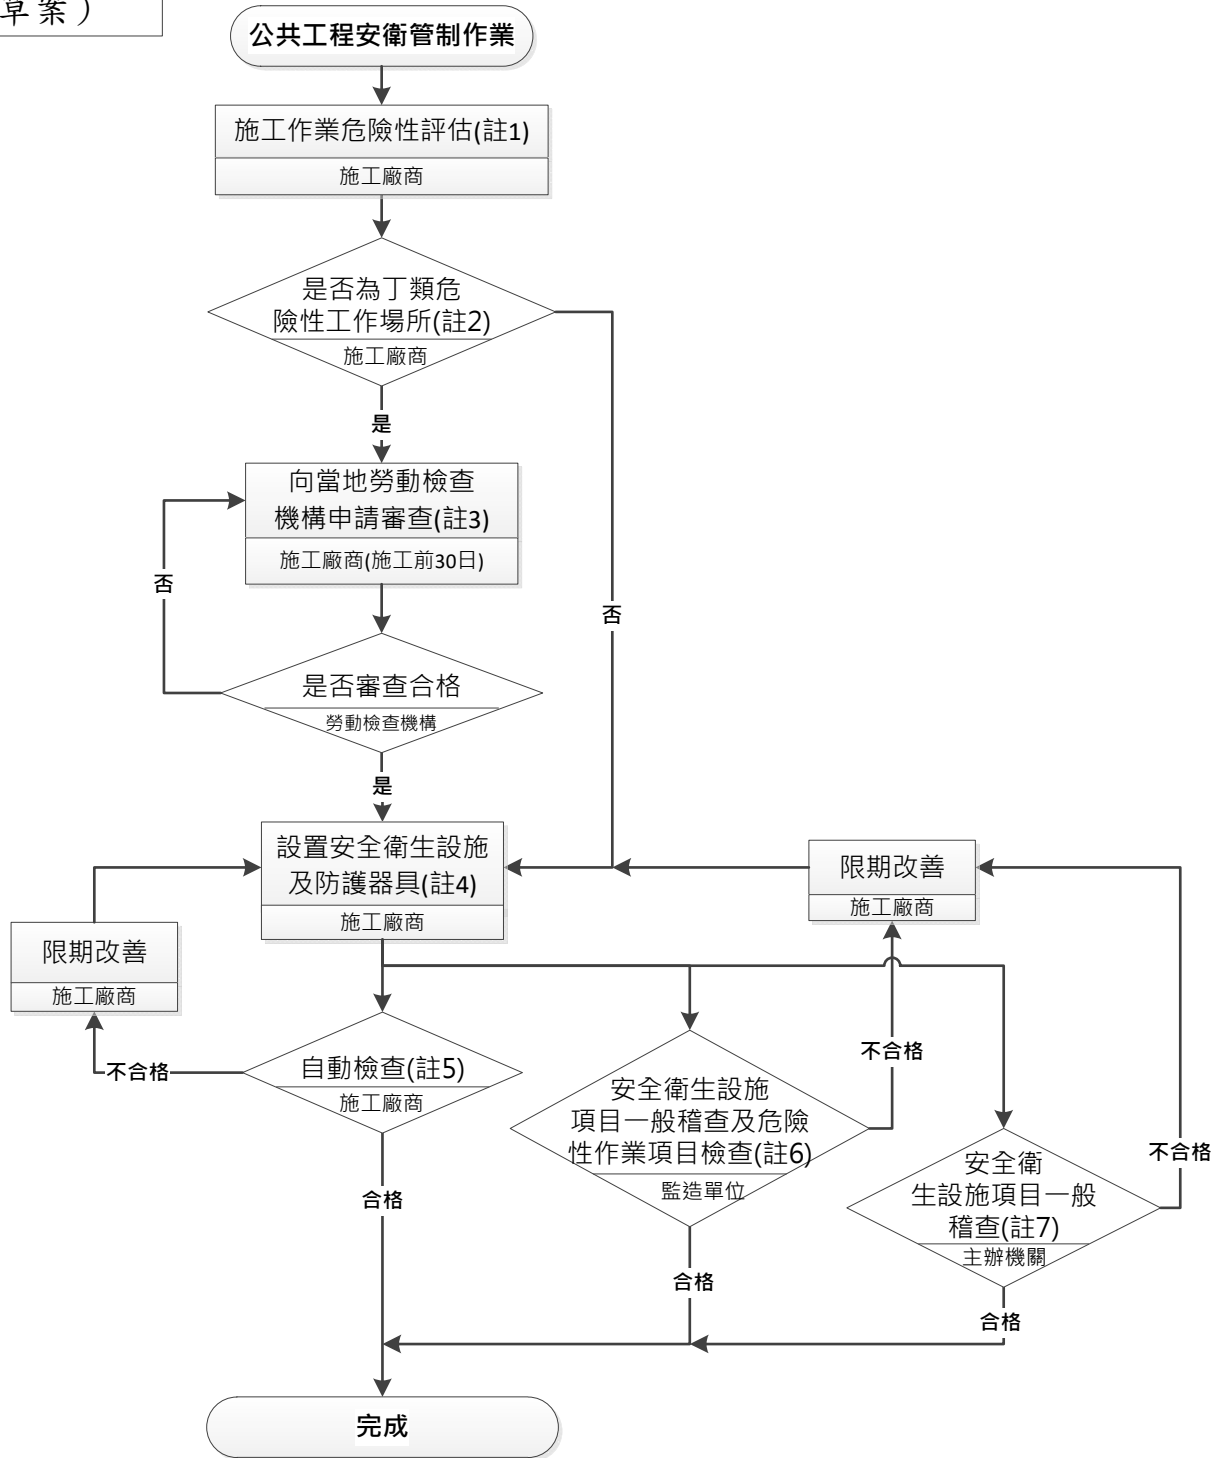 草案）
公共工程安衛管制作業
施工作業危險性評估(註1)
施工廠商
是否為丁類危
險性工作場所(註2)
施工廠商
是
向當地勞動檢查
機構申請審查(註3)
施工廠商(施工前30日)
否
否
是否審查合格
勞動檢查機構
是
設置安全衛生設施
及防護器具(註4)
施工廠商
限期改善
施工廠商
限期改善
施工廠商
自動檢查(註5)
施工廠商
不合格
安全衛生設施
項目一般稽查及危險
性作業項目檢查(註6)
監造單位
不合格
安全衛
生設施項目一般
稽查(註7)
主辦機關
不合格
合格
合格
合格
完成